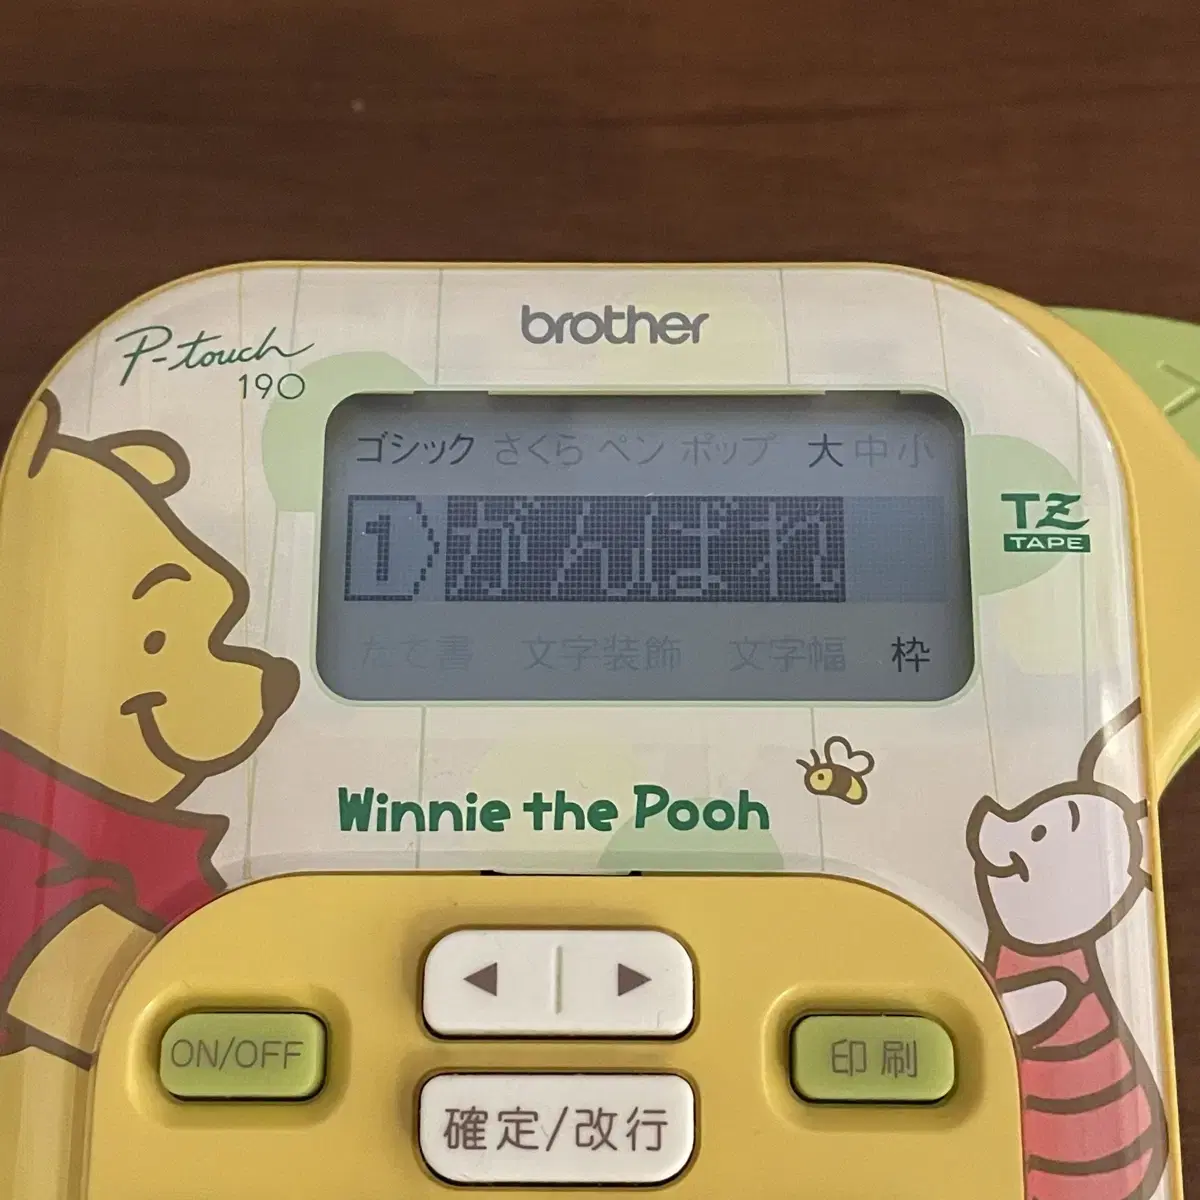 brother
P-touch
190
ゴシック さくら ペン ポップ 大 中 小
1 がんばれ
TZ
TAPE
たて書 文字装飾 文字幅 枠
Winnie the Pooh
ON/OFF
印刷
確定/改行